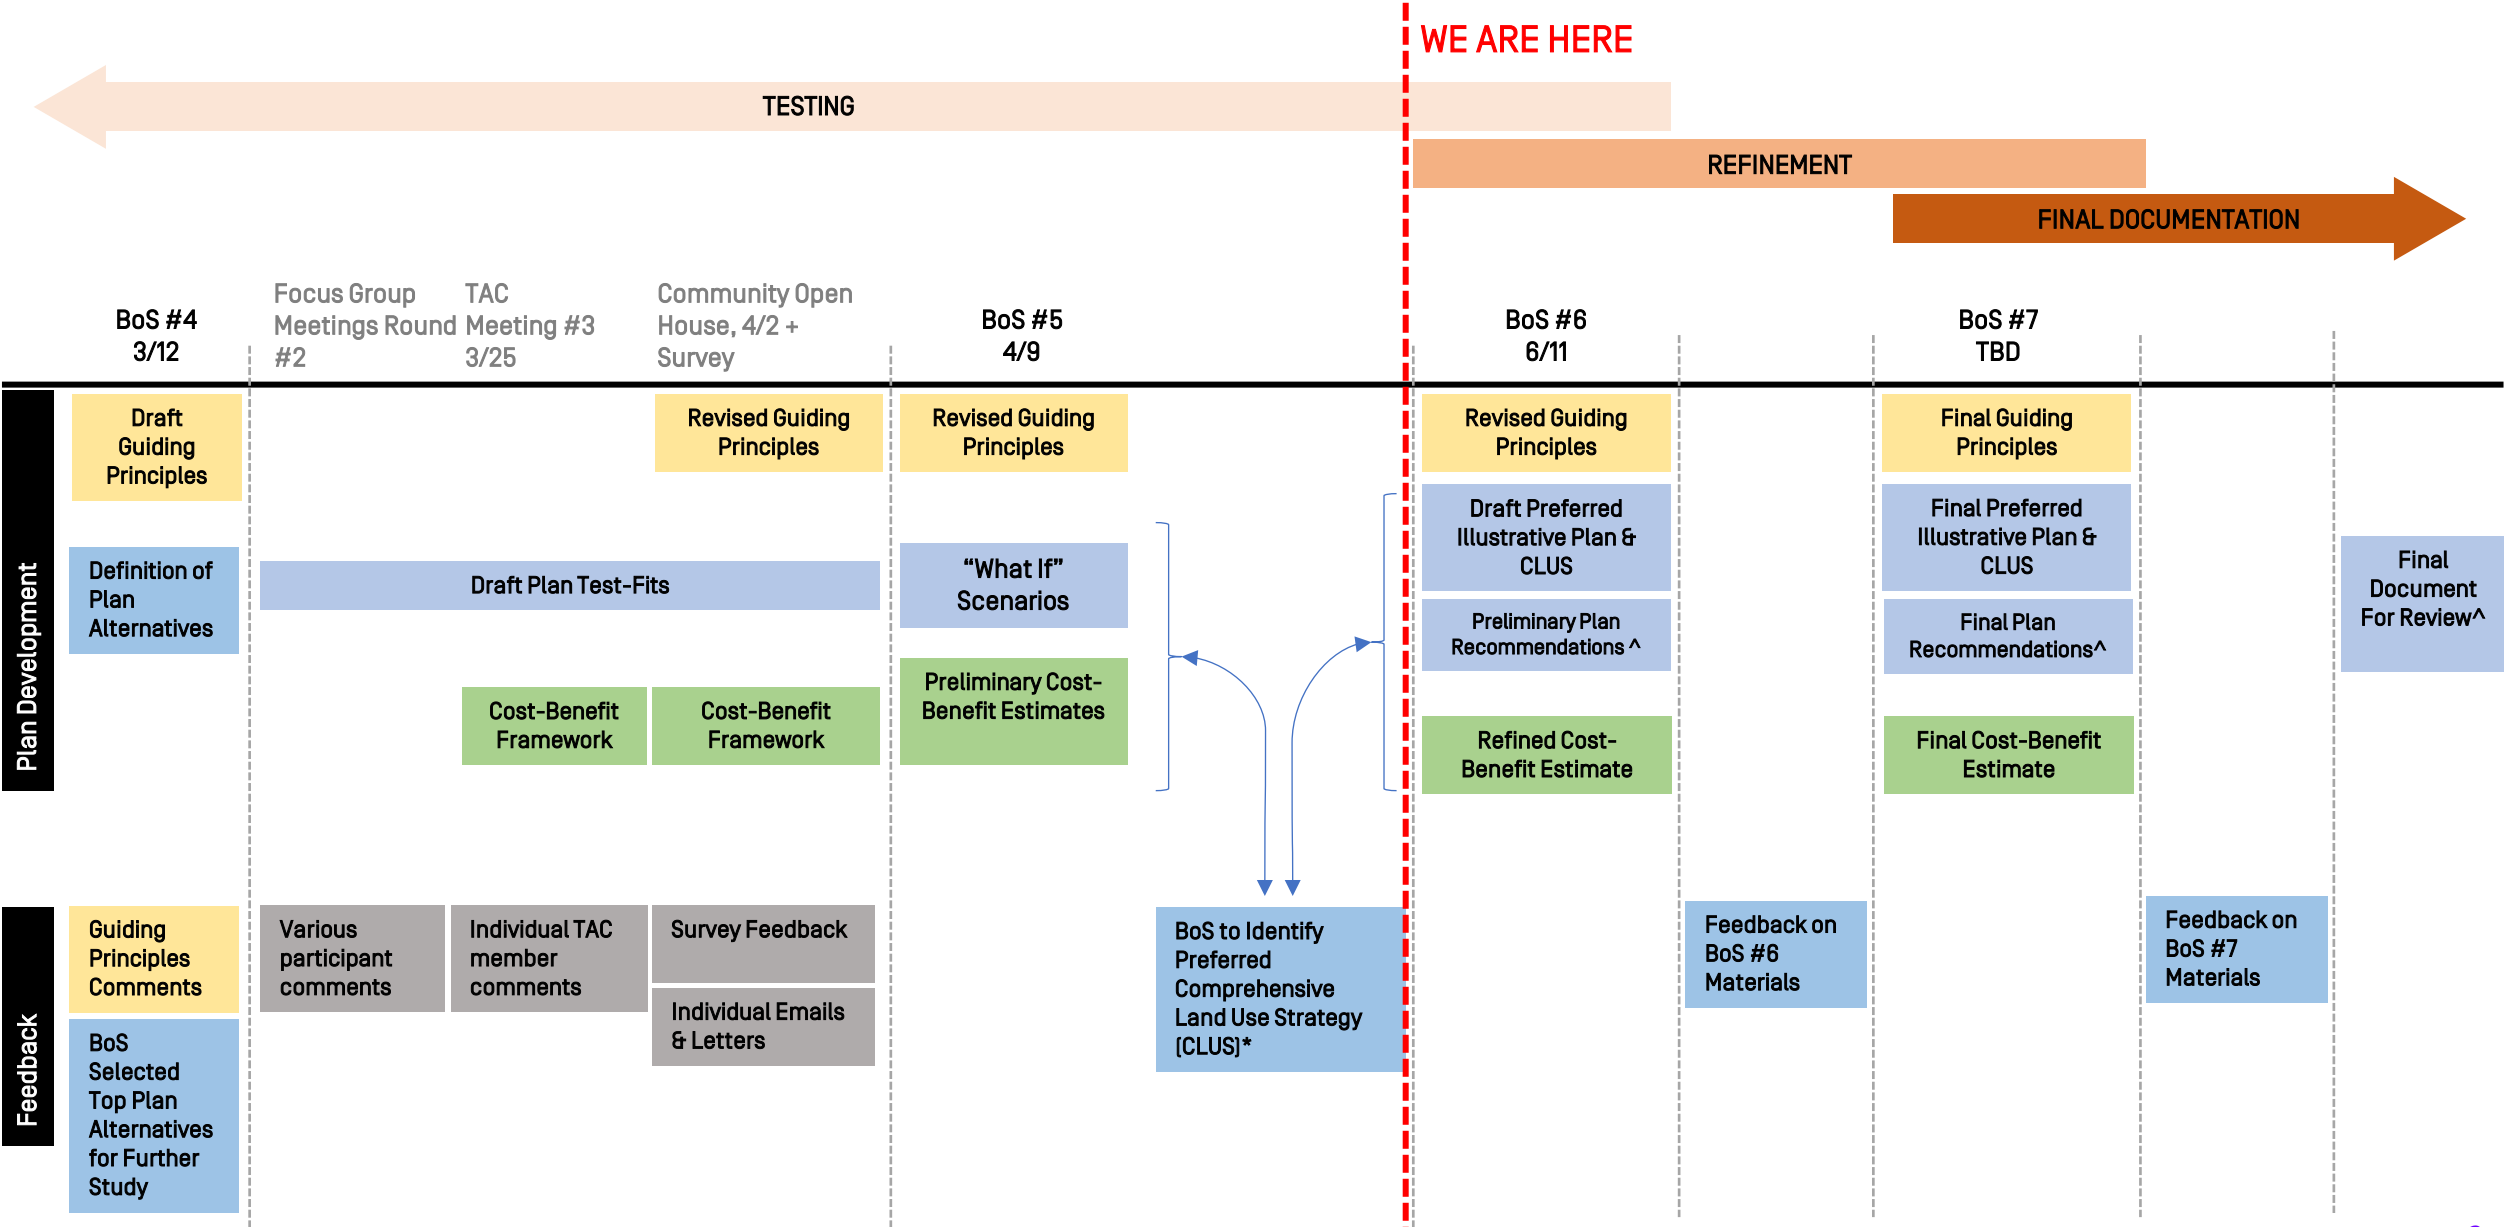 WE ARE HERE
TESTING
REFINEMENT
FINAL DOCUMENTATION
BoS #4
3/12
Focus Group
Meetings Round
#2
TAC
Meeting #3
3/25
Community Open
House, 4/2 +
Survey
BoS #5
4/9
BoS #6
6/11
BoS #7
TBD
Plan Development
Draft
Guiding
Principles
Revised Guiding
Principles
Revised Guiding
Principles
Revised Guiding
Principles
Final Guiding
Principles
Definition of
Plan
Alternatives
Draft Plan Test-Fits
“What If”
Scenarios
Draft Preferred
Illustrative Plan &
CLUS
Final Preferred
Illustrative Plan &
CLUS
Final
Document
For Review^
Preliminary Plan
Recommendations ^
Final Plan
Recommendations^
Cost-Benefit
Framework
Cost-Benefit
Framework
Preliminary Cost-
Benefit Estimates
Refined Cost-
Benefit Estimate
Final Cost-Benefit
Estimate
Feedback
Guiding
Principles
Comments
BoS
Selected
Top Plan
Alternatives
for Further
Study
Various
participant
comments
Individual TAC
member
comments
Survey Feedback
Individual Emails
& Letters
BoS to Identify
Preferred
Comprehensive
Land Use Strategy
(CLUS)*
Feedback on
BoS #6
Materials
Feedback on
BoS #7
Materials